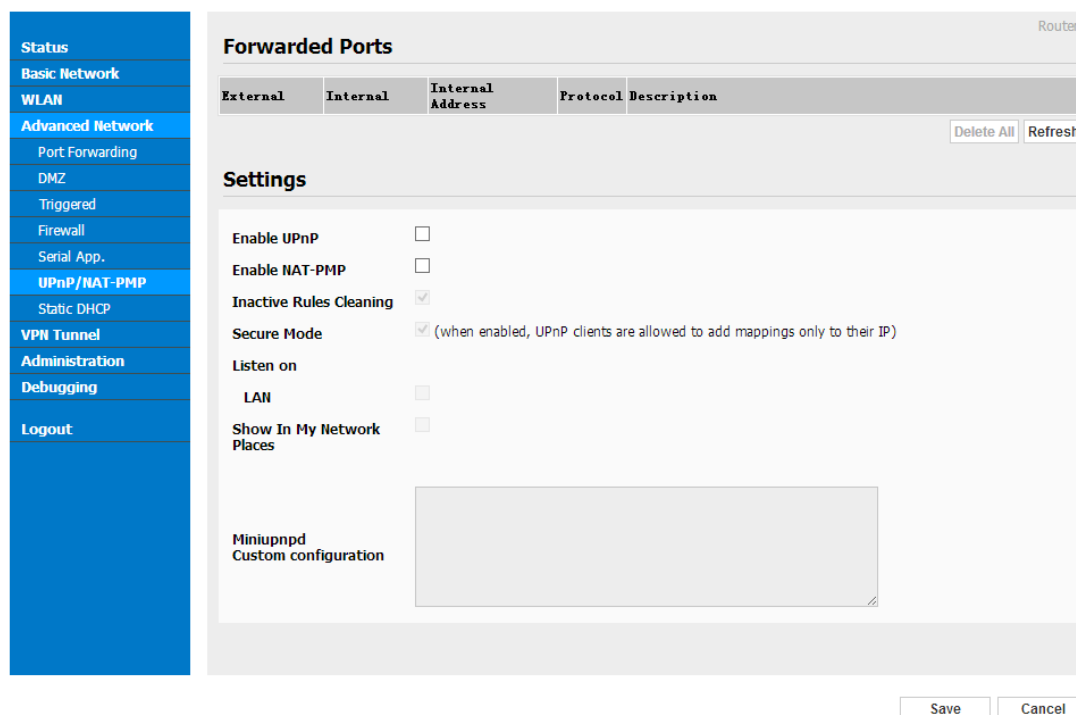 Router
Status
Basic Network
WLAN
Advanced Network
Port Forwarding
DMZ
Triggered
Firewall
Serial App.
UPnP/NAT-PMP
Static DHCP
VPN Tunnel
Administration
Debugging
Logout
Forwarded Ports
External Internal Internal Address Protocol Description
Delete All Refresh
Settings
Enable UPnP
Enable NAT-PMP
Inactive Rules Cleaning
Secure Mode (when enabled, UPnP clients are allowed to add mappings only to their IP)
Listen on
LAN
Show In My Network
Places
Miniupnpd
Custom configuration
Save Cancel